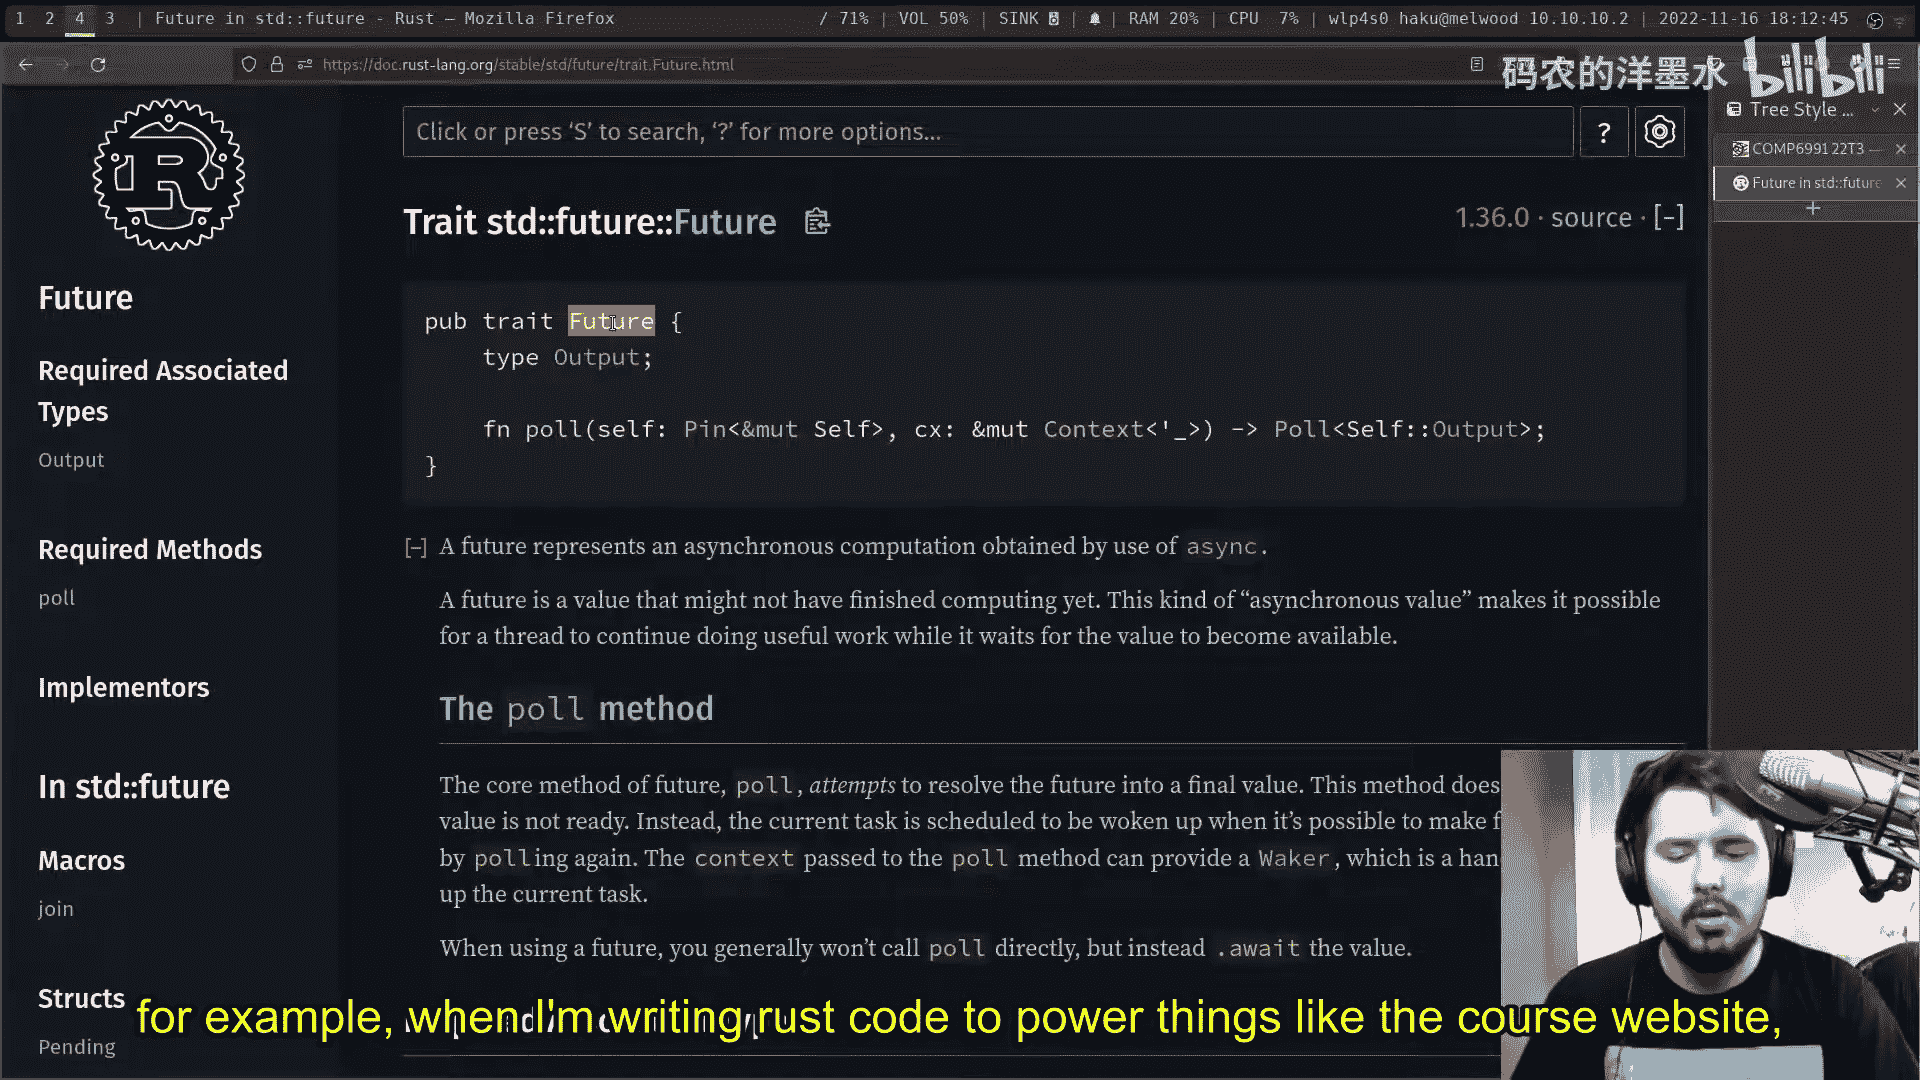 1 2 4 3 | Future in std::future - Rust — Mozilla Firefox
/ 71% | VOL 50% | SINK | | RAM 20% | CPU 7% | wlp4s0 haku@melwood 10.10.10.2 | 2022-11-16 18:12:45
https://doc.rust-lang.org/stable/std/future/trait.Future.html
码农的洋墨水 bilibili
Tree Style ...
COMP6991 22T3 —
Future in std::future
Click or press ‘S’ to search, ‘?’ for more options...
?
Trait std::future::Future
1.36.0 · source · [-]
pub trait Future {
type Output;
fn poll(self: Pin<&mut Self>, cx: &mut Context<'_>) -> Poll<Self::Output>;
}
Future
Required Associated
Types
Output
Required Methods
poll
Implementors
In std::future
Macros
join
Structs
Pending
[-] A future represents an asynchronous computation obtained by use of async.
A future is a value that might not have finished computing yet. This kind of “asynchronous value” makes it possible
for a thread to continue doing useful work while it waits for the value to become available.
The poll method
The core method of future, poll, attempts to resolve the future into a final value. This method does
value is not ready. Instead, the current task is scheduled to be woken up when it’s possible to make f
by polling again. The context passed to the poll method can provide a Waker, which is a han
up the current task.
When using a future, you generally won’t call poll directly, but instead .await the value.
for example, when I'm writing rust code to power things like the course website,